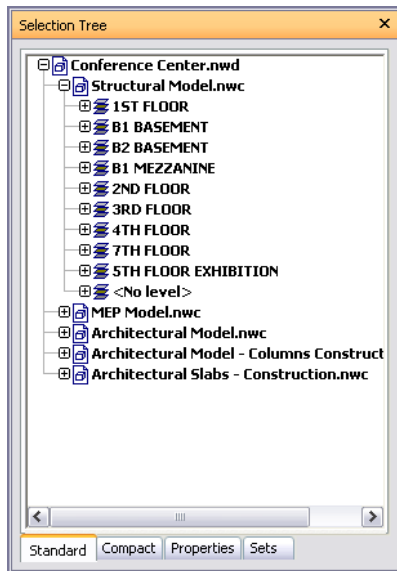 Selection Tree
Conference Center.nwd
Structural Model.nwc
1ST FLOOR
B1 BASEMENT
B2 BASEMENT
B1 MEZZANINE
2ND FLOOR
3RD FLOOR
4TH FLOOR
7TH FLOOR
5TH FLOOR EXHIBITION
<No level>
MEP Model.nwc
Architectural Model.nwc
Architectural Model - Columns Construct
Architectural Slabs - Construction.nwc
Standard Compact Properties Sets